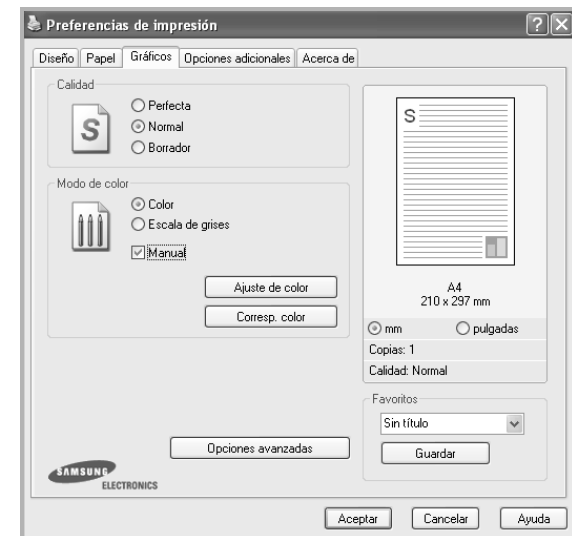 Preferencias de impresión
Diseño Papel Gráficos Opciones adicionales Acerca de
Calidad
S
Perfecta
Normal
Borrador
Modo de color
Color
Escala de grises
Manual
Ajuste de color
Corresp. color
Opciones avanzadas
SAMSUNG
ELECTRONICS
S
A4
210 x 297 mm
mm pulgadas
Copias: 1
Calidad: Normal
Favoritos
Sin título
Guardar
Aceptar Cancelar Ayuda